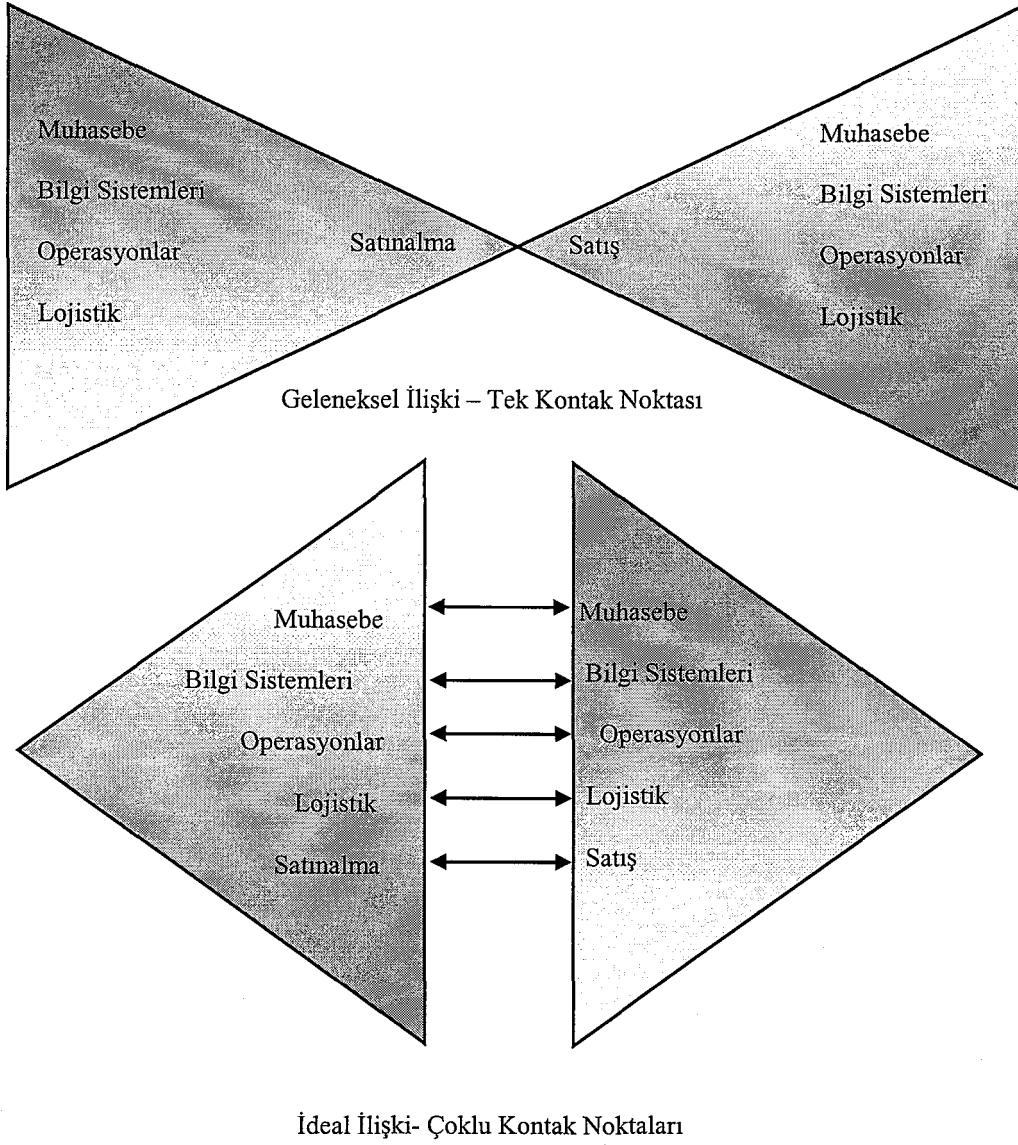 Muhasebe
Bilgi Sistemleri
Operasyonlar
Lojistik
Satınalma
Satış
Muhasebe
Bilgi Sistemleri
Operasyonlar
Lojistik
Geleneksel İlişki – Tek Kontak Noktası
Muhasebe
Bilgi Sistemleri
Operasyonlar
Lojistik
Satınalma
Muhasebe
Bilgi Sistemleri
Operasyonlar
Lojistik
Satış
İdeal İlişki- Çoklu Kontak Noktaları